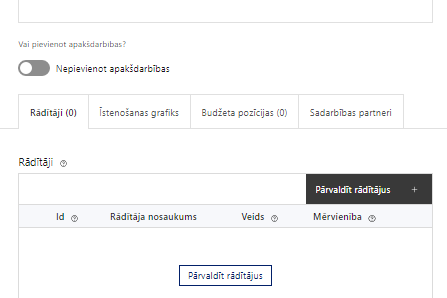 Vai pievienot apakšdarbības?
Nepievienot apakšdarbības
Rādītāji (0) Īstenošanas grafiks Budžeta pozīcijas (0) Sadarbības partneri
Rādītāji ?
Pārvaldīt rādītājus +
Id ? Rādītāja nosaukums Veids ? Mērvienība ?
Pārvaldīt rādītājus